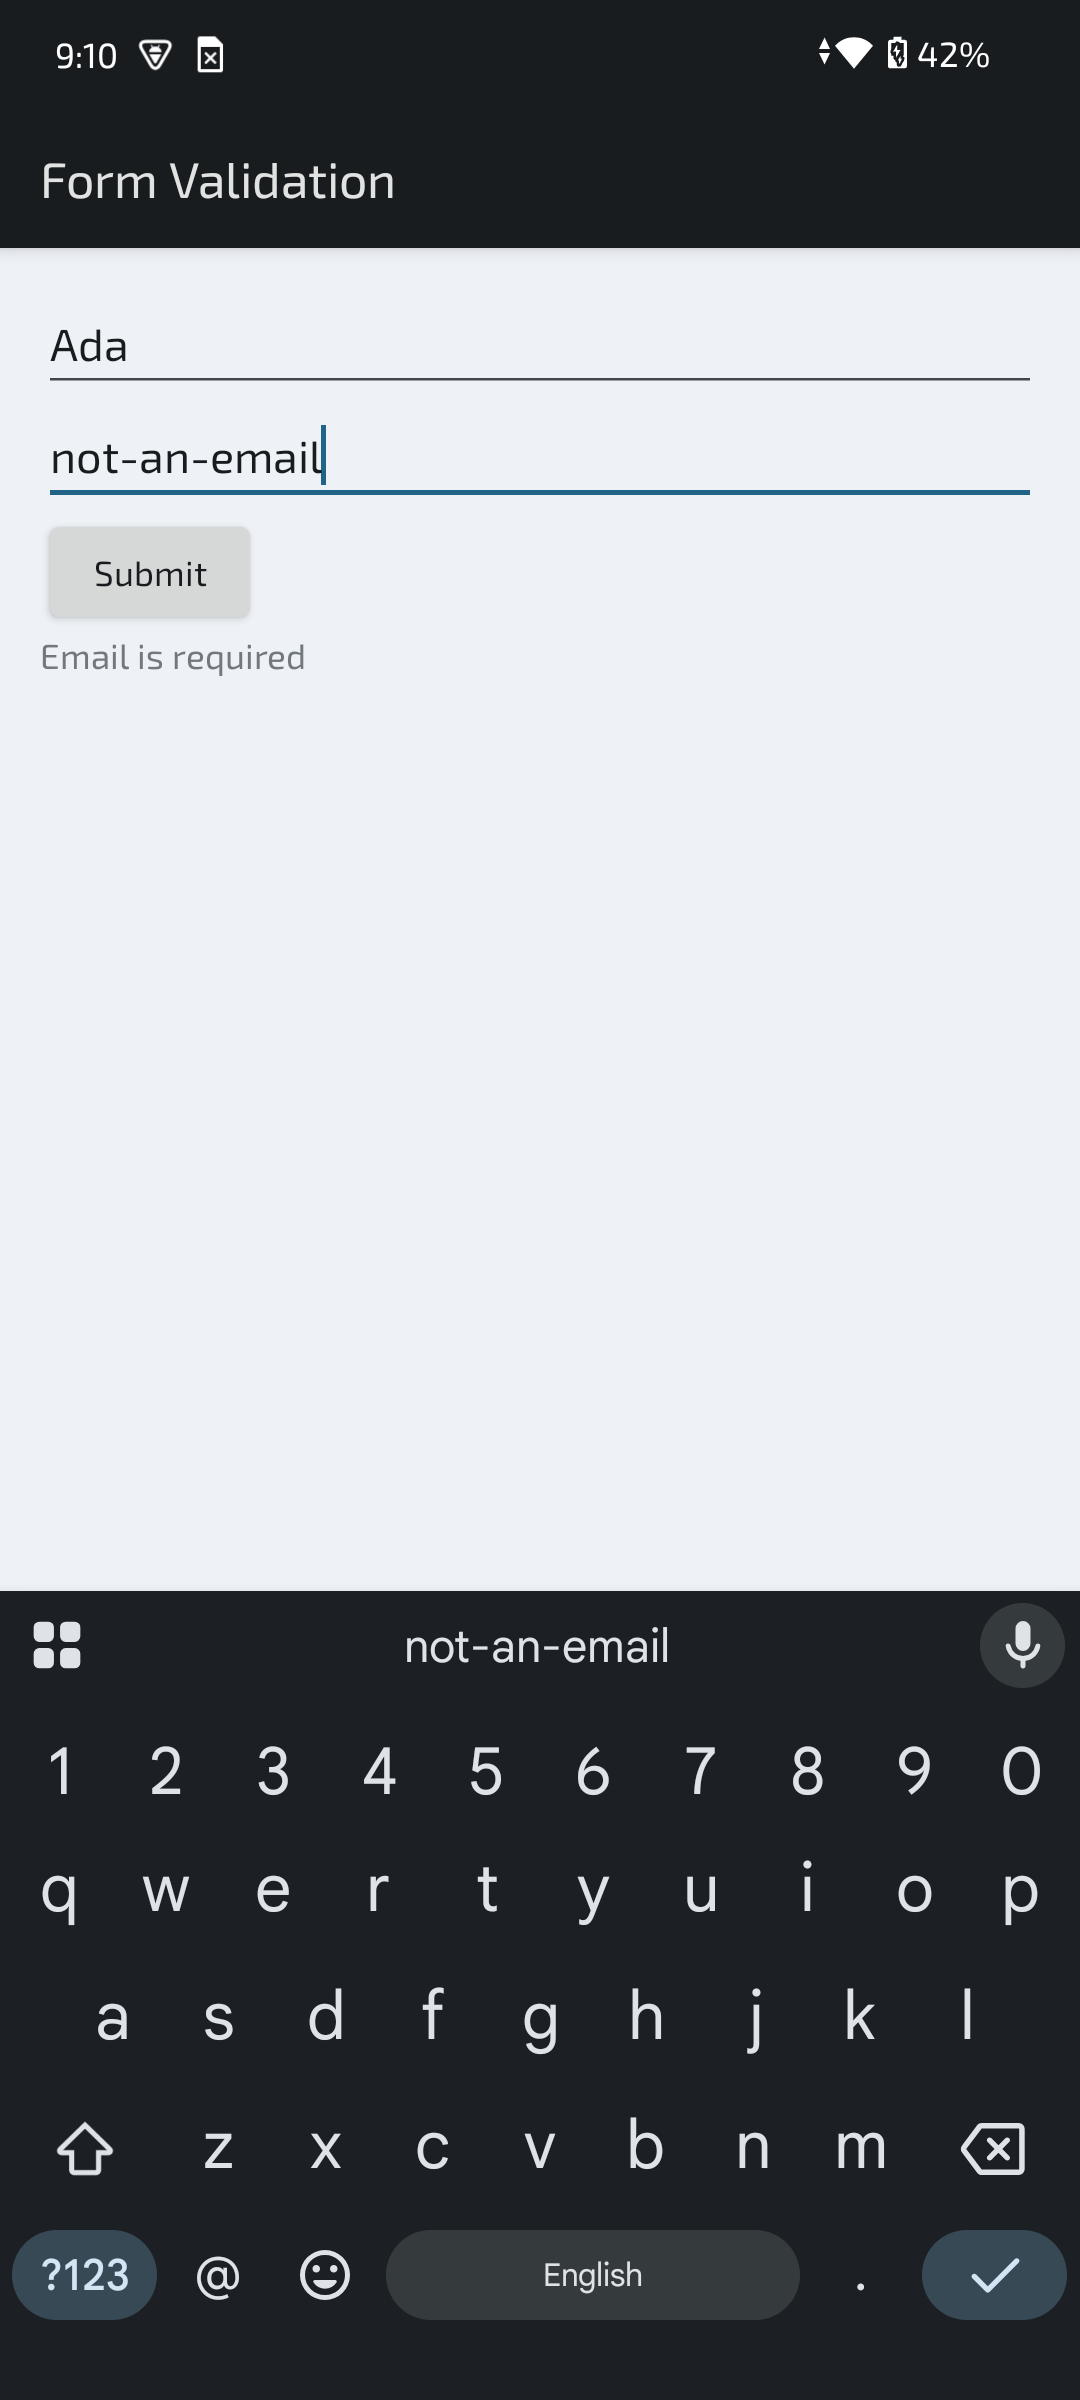 9:10
42%
Form Validation
Ada
not-an-email
Submit
Email is required
not-an-email
1 2 3 4 5 6 7 8 9 0
q w e r t y u i o p
a s d f g h j k l
z x c v b n m
?123 @ English .